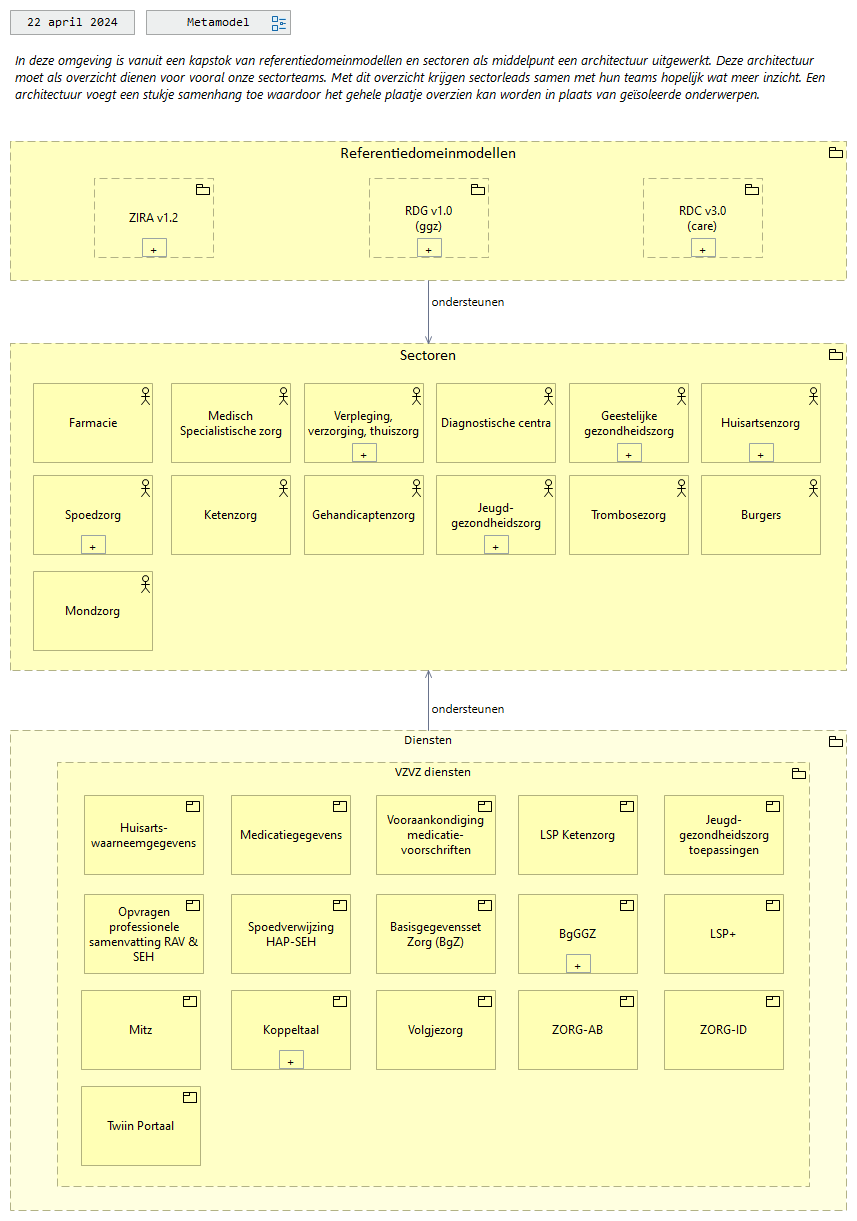 22 april 2024
Metamodel
In deze omgeving is vanuit een kapstok van referentiedomeinmodellen en sectoren als middelpunt een architectuur uitgewerkt. Deze architectuur
moet als overzicht dienen voor vooral onze sectorteams. Met dit overzicht krijgen sectorleads samen met hun teams hopelijk wat meer inzicht. Een
architectuur voegt een stukje samenhang toe waardoor het gehele plaatje overzien kan worden in plaats van geïsoleerde onderwerpen.
Referentiedomeinmodellen
ZIRA v1.2
+
RDG v1.0
(ggz)
+
RDC v3.0
(care)
+
ondersteunen
Sectoren
Farmacie
Medisch
Specialistische zorg
Verpleging,
verzorging, thuiszorg
+
Diagnostische centra
Geestelijke
gezondheidszorg
+
Huisartsenzorg
+
Spoedzorg
+
Ketenzorg
Gehandicaptenzorg
Jeugd-
gezondheidszorg
+
Trombosezorg
Burgers
Mondzorg
ondersteunen
Diensten
VZVZ diensten
Huisarts-
waarneemgegevens
Medicatiegegevens
Vooraankondiging
medicatie-
voorschriften
LSP Ketenzorg
Jeugd-
gezondheidszorg
toepassingen
Opvragen
professionele
samenvatting RAV &
SEH
Spoedverwijzing
HAP-SEH
Basisgegevensset
Zorg (BgZ)
BgGGZ
+
LSP+
Mitz
Koppeltaal
+
Volgjezorg
ZORG-AB
ZORG-ID
Twiin Portaal